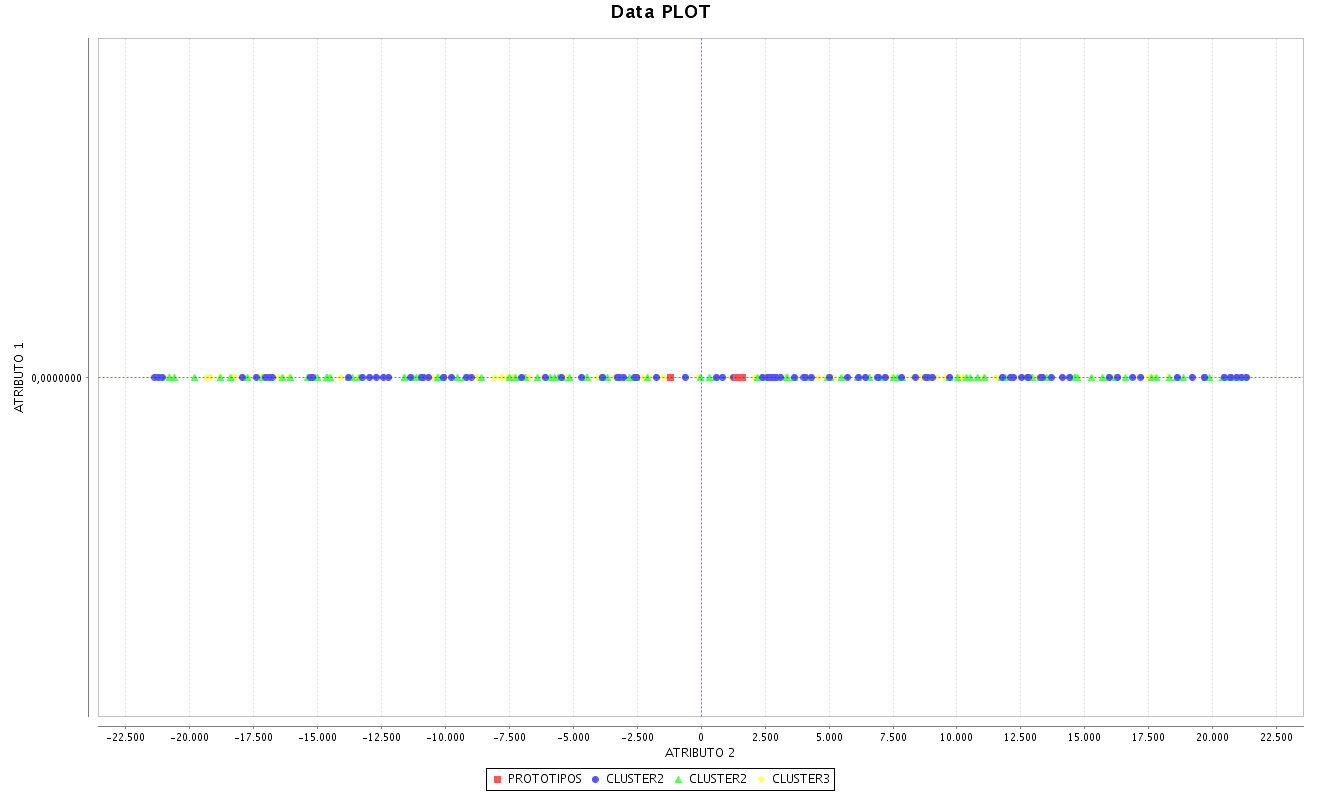 Data PLOT
ATRIBUTO 1
0,0000000
-22.500 -20.000 -17.500 -15.000 -12.500 -10.000 -7.500 -5.000 -2.500 0 2.500 5.000 7.500 10.000 12.500 15.000 17.500 20.000 22.500
ATRIBUTO 2
PROTOTIPOS CLUSTER2 CLUSTER2 CLUSTER3